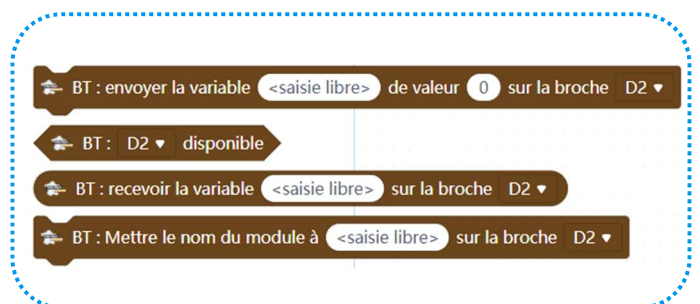 BT : envoyer la variable <saisie libre> de valeur 0 sur la broche D2
BT : D2 disponible
BT : recevoir la variable <saisie libre> sur la broche D2
BT : Mettre le nom du module à <saisie libre> sur la broche D2